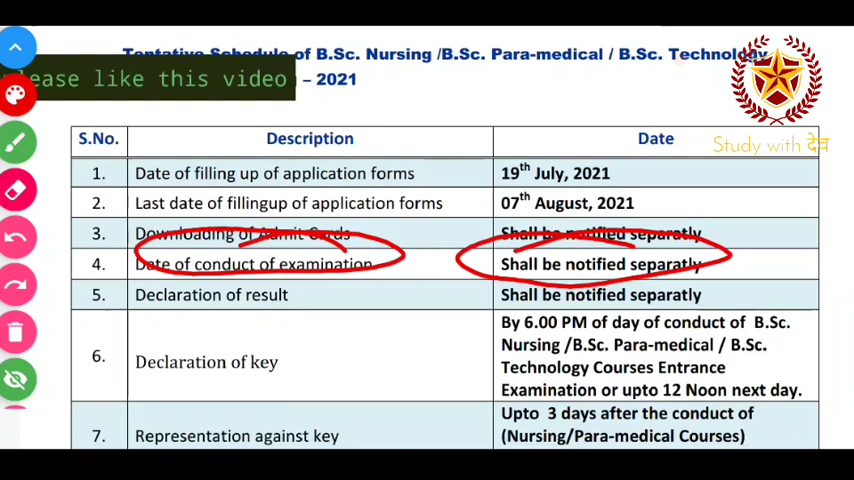 Tentative Schedule of B.Sc. Nursing /B.Sc. Para-medical / B.Sc. Technology
please like this video
– 2021
Study with देव
S.No. Description Date
1. Date of filling up of application forms 19th July, 2021
2. Last date of fillingup of application forms 07th August, 2021
3. Downloading of Admit Cards Shall be notified separatly
4. Date of conduct of examination Shall be notified separatly
5. Declaration of result Shall be notified separatly
6. Declaration of key By 6.00 PM of day of conduct of B.Sc.
Nursing /B.Sc. Para-medical / B.Sc.
Technology Courses Entrance
Examination or upto 12 Noon next day.
7. Representation against key Upto 3 days after the conduct of
(Nursing/Para-medical Courses)